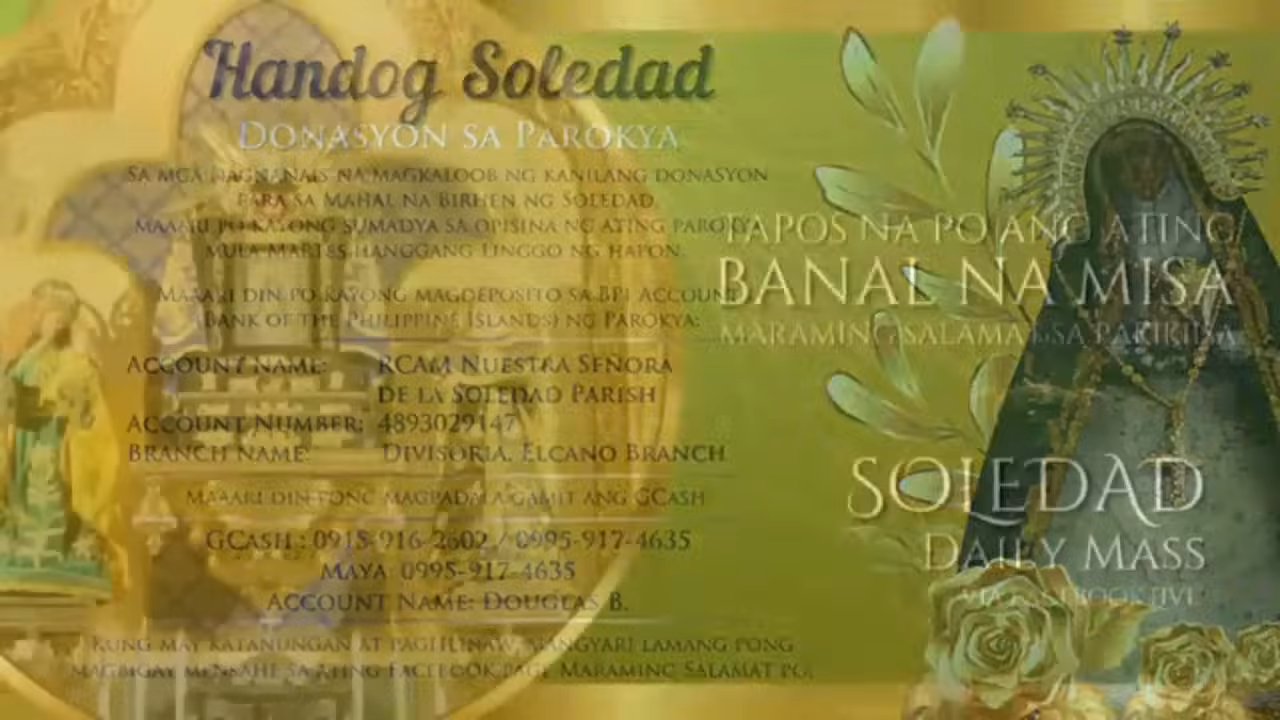 Handog Soledad
DONASYON SA PAROKYA
SA MGA NAGNANAIS NA MAGKALOOB NG KANILANG DONASYON
PARA SA MAHAL NA BIRHEN NG SOLEDAD
MAAARI PO KAYONG SUMADYA SA OPISINA NG ATING PAROKYA
MULA MARTES HANGGANG LINGGO NG HAPON.
MAAARI DIN PO KAYONG MAGDEPOSITO SA BPI ACCOUNT
(BANK OF THE PHILIPPINE ISLANDS) NG PAROKYA:
ACCOUNT NAME: RCAM NUESTRA SEÑORA
DE LA SOLEDAD PARISH
ACCOUNT NUMBER: 4893029147
BRANCH NAME: DIVISORIA, ELCANO BRANCH
MAAARI DIN PONG MAGPADALA GAMIT ANG GCASH
GCASH : 0915-916-2602 / 0995-917-4635
MAYA 0995-917-4635
ACCOUNT NAME: DOUGLAS B.
KUNG MAY KATANUNGAN AT PAGLILINAW, MANGYARI LAMANG PONG
MAGBIGAY MENSAHE SA ATING FACEBOOK PAGE. MARAMING SALAMAT PO.
TAPOS NA PO ANG ATING
BANAL NA MISA
MARAMING SALAMAT SA PAKIKIISA
SOLEDAD
DAILY MASS
VIA FACEBOOK LIVE